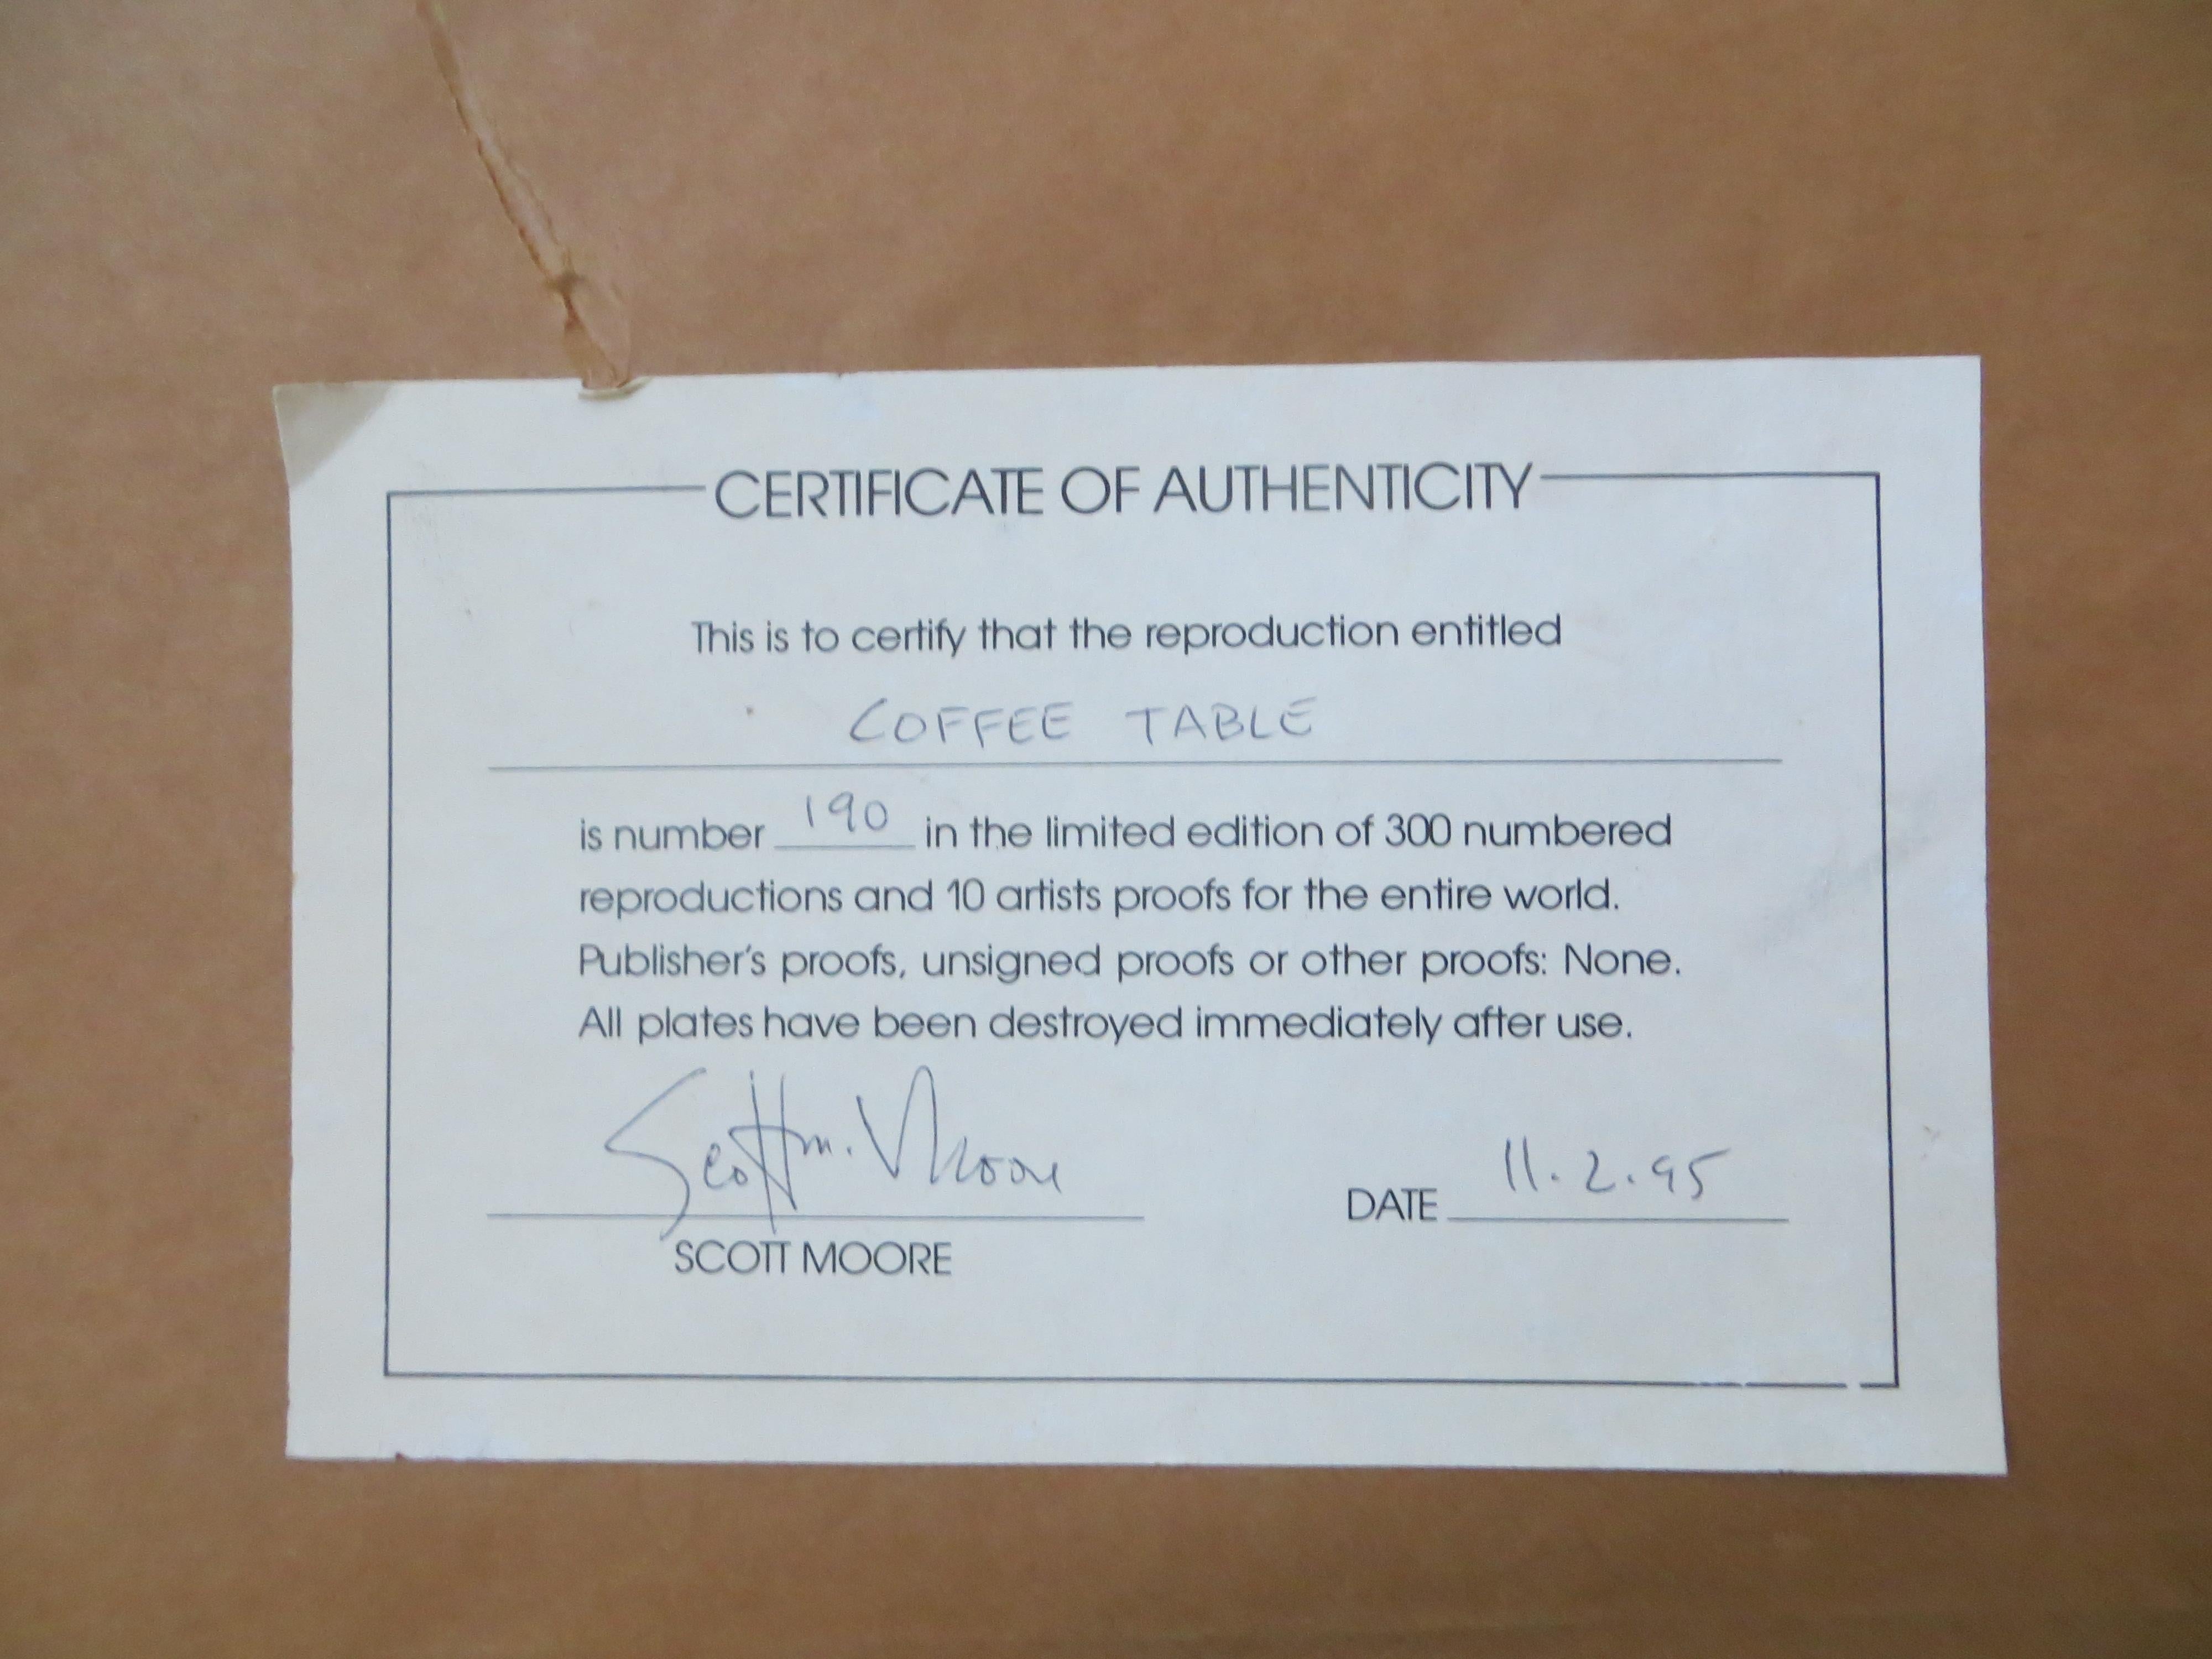 CERTIFICATE OF AUTHENTICITY
This is to certify that the reproduction entitled
COFFEE TABLE
is number 190 in the limited edition of 300 numbered
reproductions and 10 artists proofs for the entire world.
Publisher's proofs, unsigned proofs or other proofs: None.
All plates have been destroyed immediately after use.
Scott m. Moore
DATE 11.2.95
SCOTT MOORE